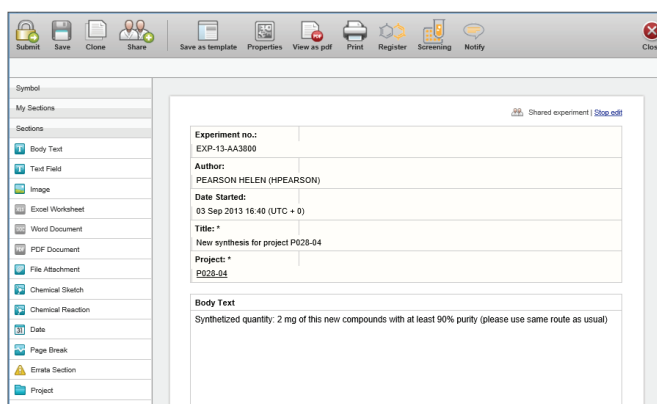 Submit Save Clone Share Save as template Properties View as pdf Print Register Screening Notify Clos
Symbol
My Sections
Sections
Body Text
Text Field
Image
Excel Worksheet
Word Document
PDF Document
File Attachment
Chemical Sketch
Chemical Reaction
31 Date
Page Break
Errata Section
Project
Shared experiment | Stop edit
Experiment no.:
EXP-13-AA3800
Author:
PEARSON HELEN (HPEARSON)
Date Started:
03 Sep 2013 16:40 (UTC + 0)
Title: *
New synthesis for project P028-04
Project: *
P028-04
Body Text
Synthetized quantity: 2 mg of this new compounds with at least 90% purity (please use same route as usual)